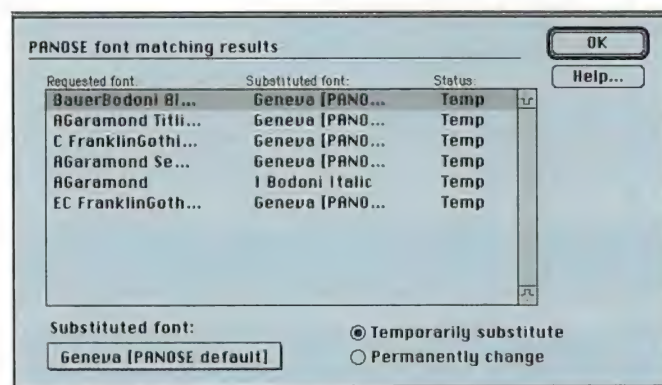 PANOSE font matching results
OK
Help...
Requested font: Substituted font: Status:
BauerBodoni Bl... Geneva [PANO... Temp
AGaramond Titli... Geneva [PANO... Temp
C FranklinGothi... Geneva [PANO... Temp
AGaramond Se... Geneva [PANO... Temp
AGaramond I Bodoni Italic Temp
EC FranklinGoth... Geneva [PANO... Temp
Substituted font:
Geneva [PANOSE default]
Temporarily substitute
Permanently change